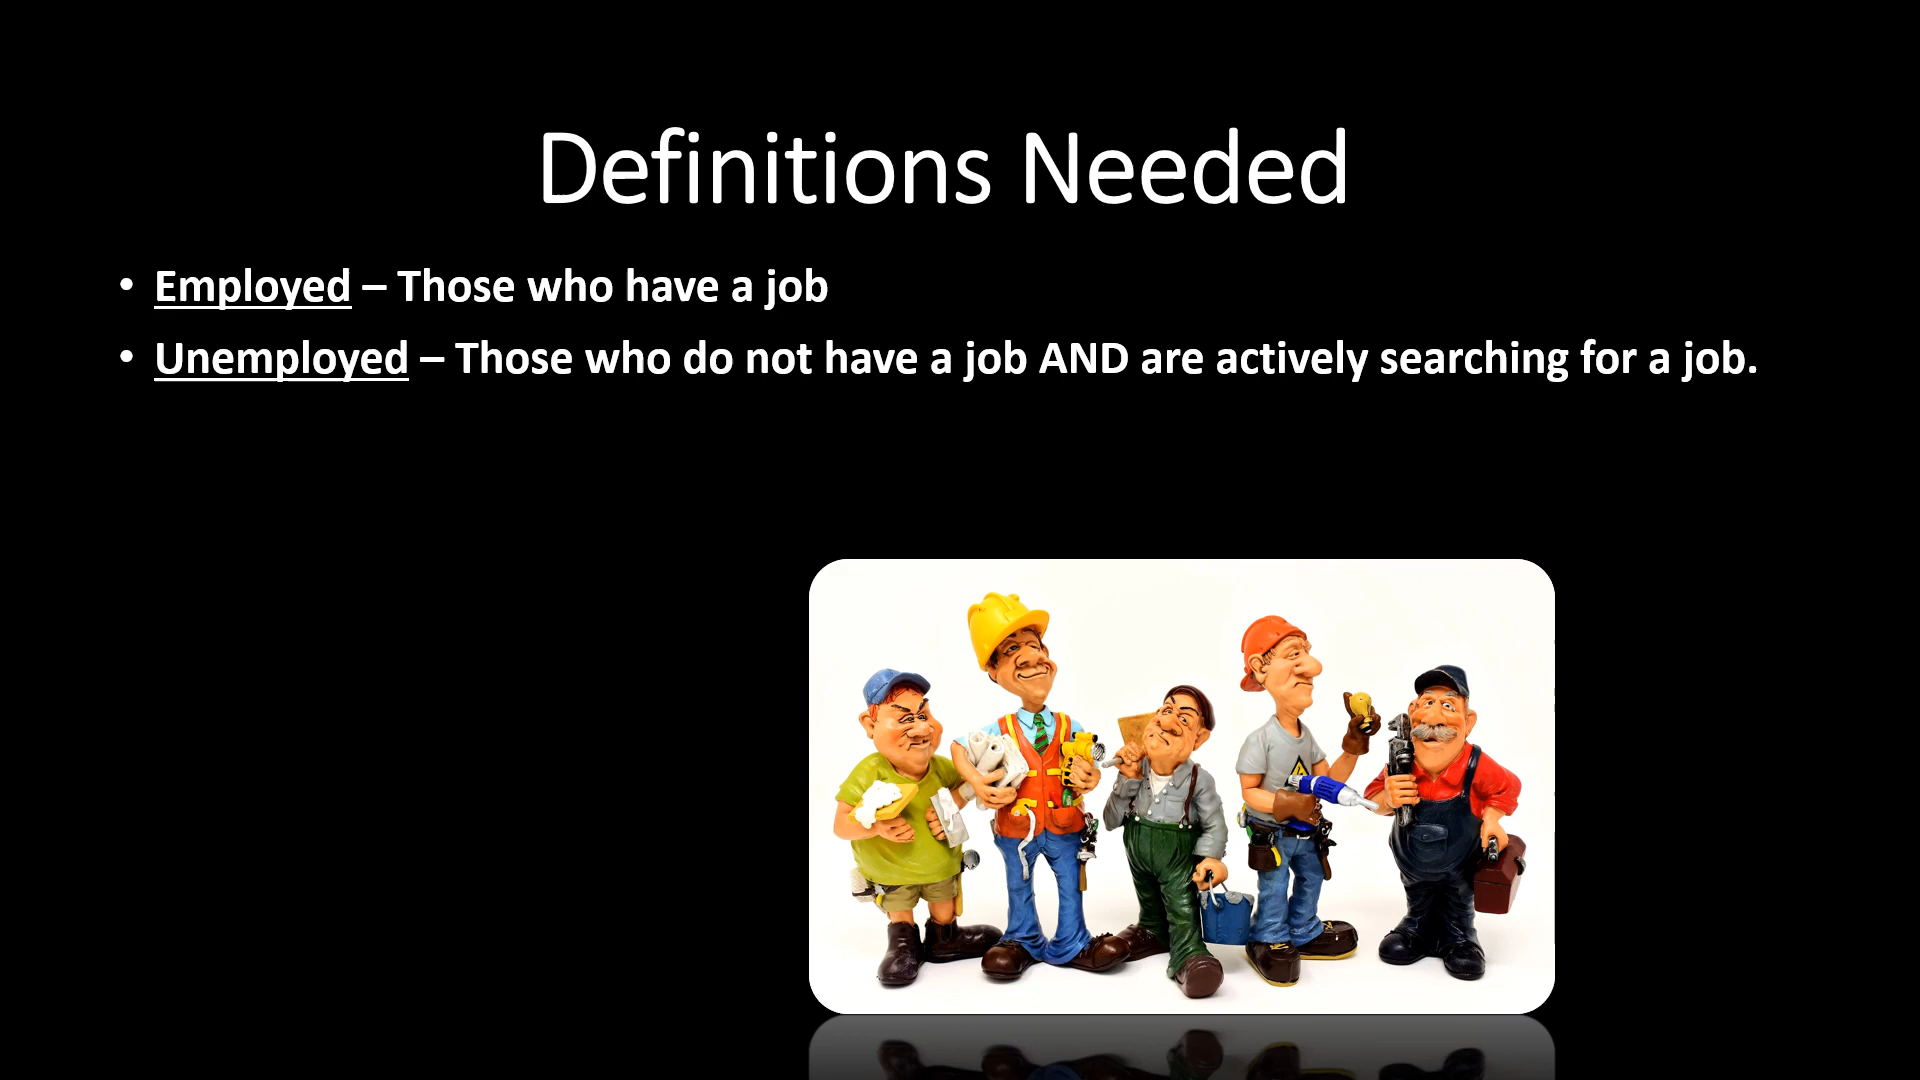 Definitions Needed
• Employed – Those who have a job
• Unemployed – Those who do not have a job AND are actively searching for a job.